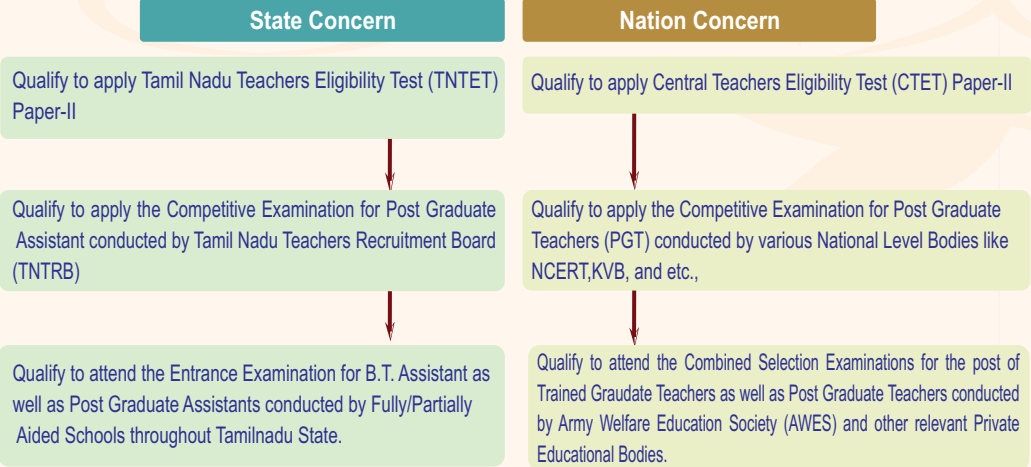 State Concern
Qualify to apply Tamil Nadu Teachers Eligibility Test (TNTET)
Paper-II
Qualify to apply the Competitive Examination for Post Graduate
Assistant conducted by Tamil Nadu Teachers Recruitment Board
(TNTRB)
Qualify to attend the Entrance Examination for B.T. Assistant as
well as Post Graduate Assistants conducted by Fully/Partially
Aided Schools throughout Tamilnadu State.
Nation Concern
Qualify to apply Central Teachers Eligibility Test (CTET) Paper-II
Qualify to apply the Competitive Examination for Post Graduate
Teachers (PGT) conducted by various National Level Bodies like
NCERT,KVB, and etc.,
Qualify to attend the Combined Selection Examinations for the post of
Trained Graudate Teachers as well as Post Graduate Teachers conducted
by Army Welfare Education Society (AWES) and other relevant Private
Educational Bodies.